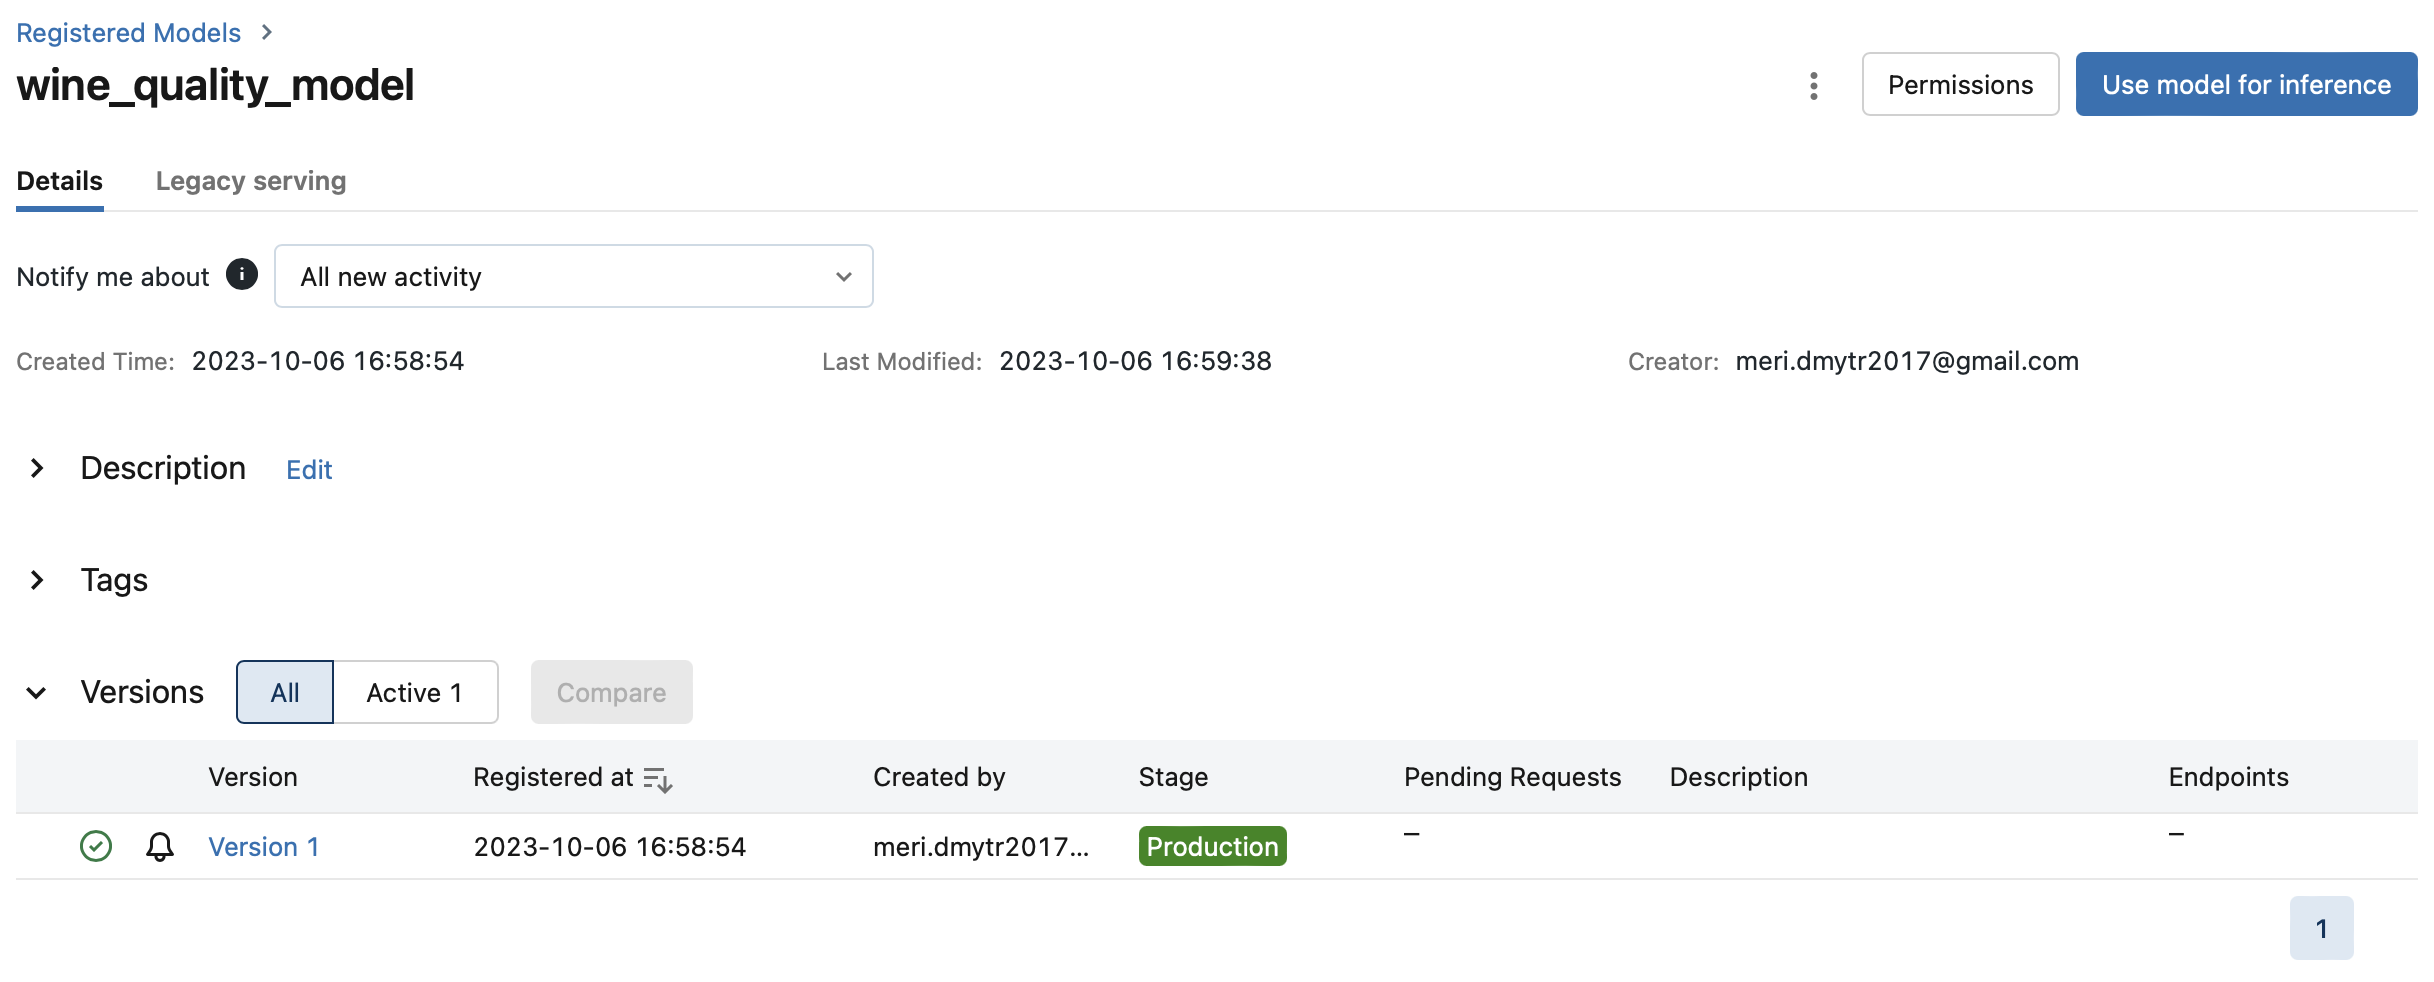 Registered Models
wine_quality_model
Permissions
Use model for inference
Details
Legacy serving
Notify me about
i
All new activity
Created Time: 2023-10-06 16:58:54
Last Modified: 2023-10-06 16:59:38
Creator: meri.dmytr2017@gmail.com
Description Edit
Tags
Versions All Active 1 Compare
Version Registered at Created by Stage Pending Requests Description Endpoints
Version 1 2023-10-06 16:58:54 meri.dmytr2017... Production – –
1